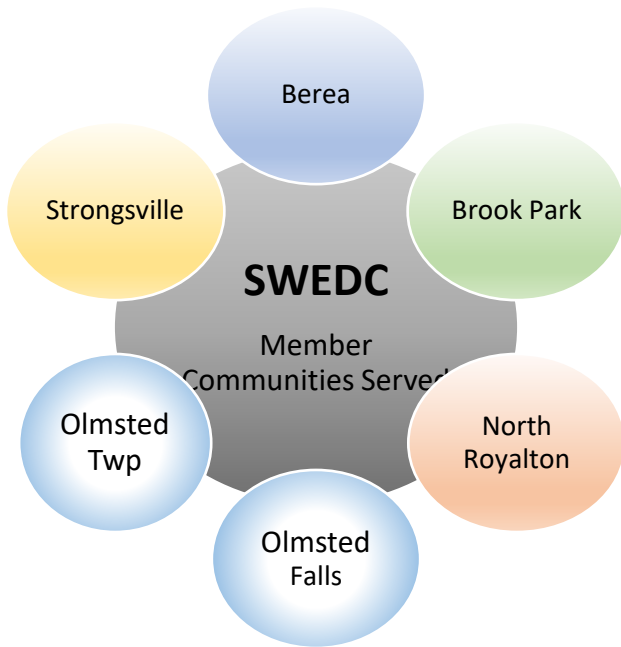 Berea
Strongsville
Brook Park
SWEDC
Member
Communities Served
Olmsted
Twp
North
Royalton
Olmsted
Falls